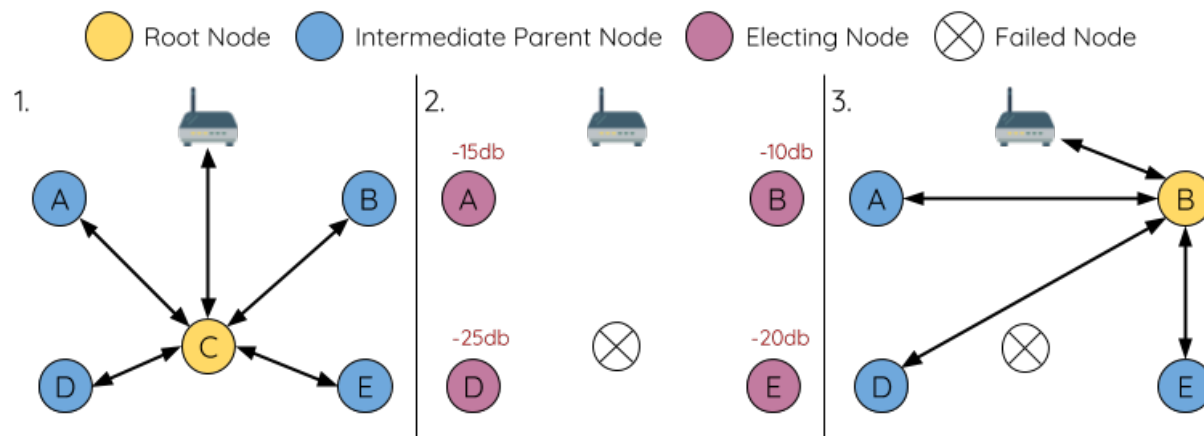 Root Node Intermediate Parent Node Electing Node Failed Node
1. 2. 3.
-15db -10db
A B A B A B
-25db -20db
C
D E D E D E